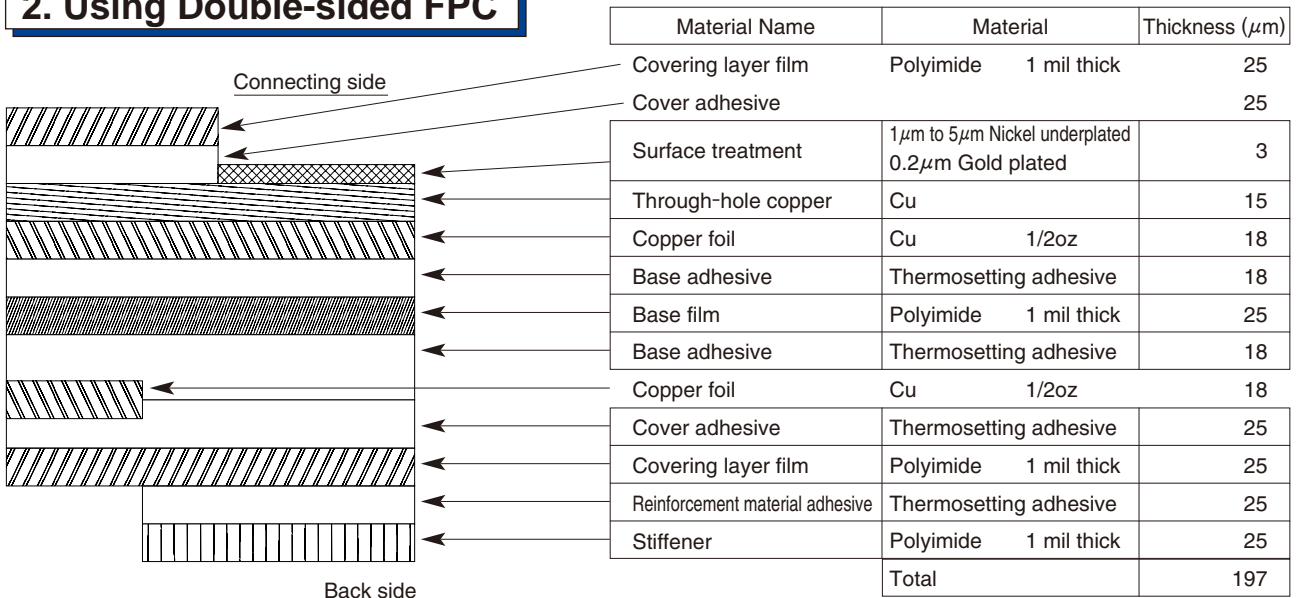 2. Using Double-sided FPC
Connecting side
Back side
Material Name Material Thickness (μm)
Covering layer film Polyimide 1 mil thick 25
Cover adhesive 25
Surface treatment 1μm to 5μm Nickel underplated 3
0.2μm Gold plated
Through-hole copper Cu 15
Copper foil Cu 1/2oz 18
Base adhesive Thermosetting adhesive 18
Base film Polyimide 1 mil thick 25
Base adhesive Thermosetting adhesive 18
Copper foil Cu 1/2oz 18
Cover adhesive Thermosetting adhesive 25
Covering layer film Polyimide 1 mil thick 25
Reinforcement material adhesive Thermosetting adhesive 25
Stiffener Polyimide 1 mil thick 25
Total 197